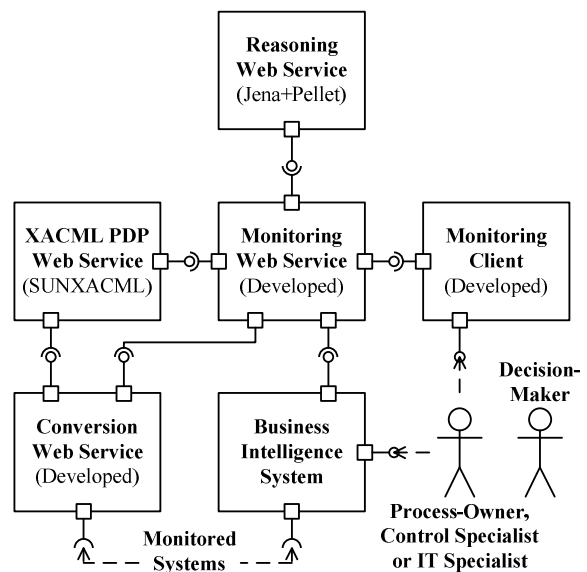 Reasoning
Web Service
(Jena+Pellet)
XACML PDP
Web Service
(SUNXACML)
Monitoring
Web Service
(Developed)
Monitoring
Client
(Developed)
Conversion
Web Service
(Developed)
Business
Intelligence
System
Decision-
Maker
Process-Owner,
Control Specialist
or IT Specialist
Monitored
Systems